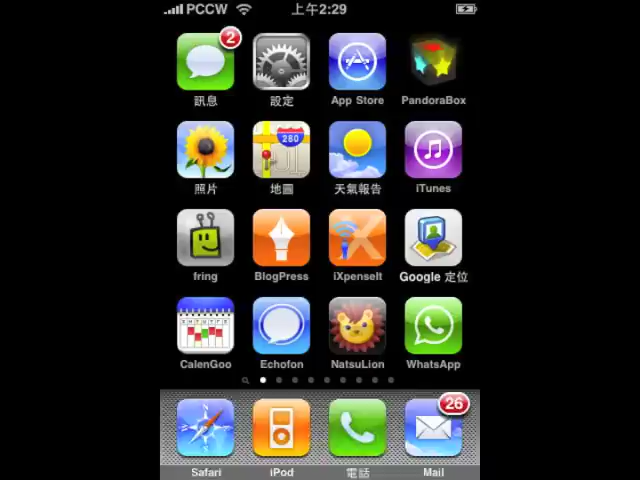 PCCW 上午2:29
2
訊息 設定 App Store PandoraBox
280
照片 地圖 天氣報告 iTunes
fring BlogPress iXpenseIt Google 定位
S M T W T F S
CalenGoo Echofon NatsuLion WhatsApp
26
Safari iPod 電話 Mail